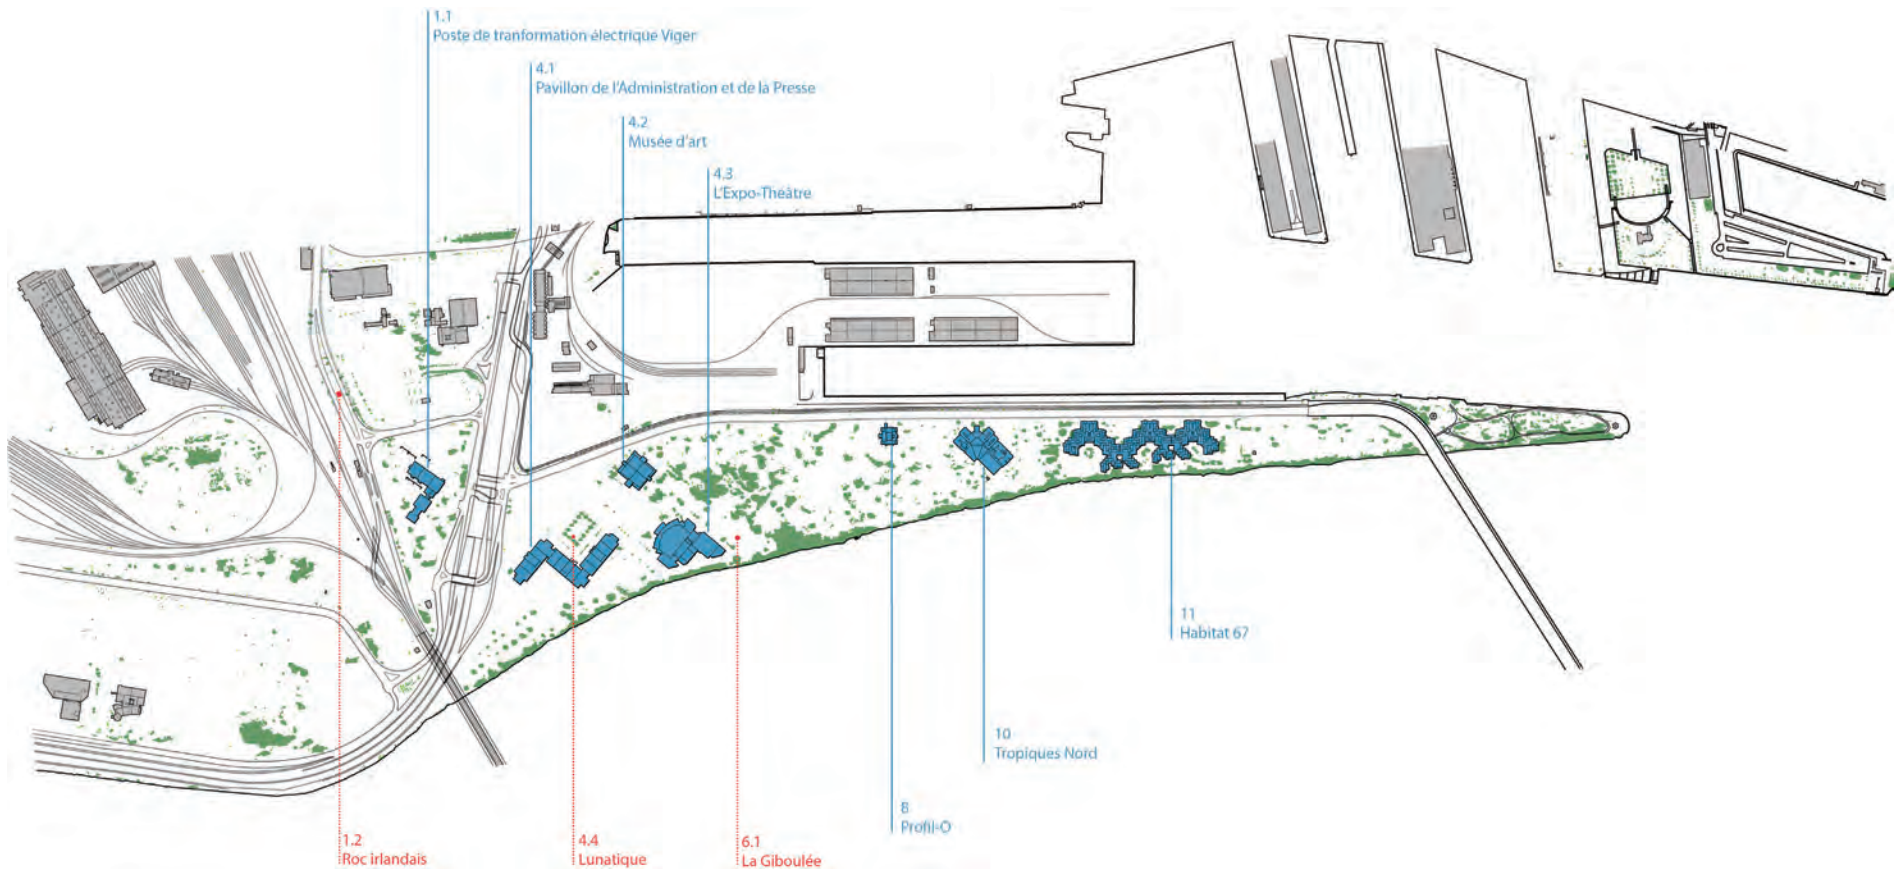 1.1
Poste de tranformation électrique Viger
4.1
Pavillon de l'Administration et de la Presse
4.2
Musée d'art
4.3
L'Expo-Théâtre
11
Habitat 67
10
Tropiques Nord
8
Profil-O
1.2
Roc irlandais
4.4
Lunatique
6.1
La Giboulée